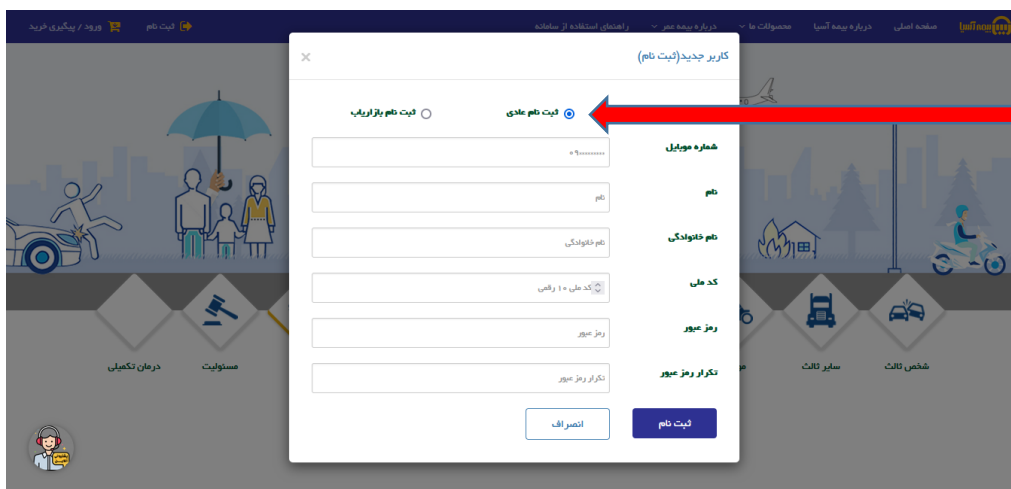 بیمه آسیا
صفحه اصلی
درباره بیمه آسیا
محصولات ما
درباره بیمه عمر
راهنمای استفاده از سامانه
ثبت نام
ورود / پیگیری خرید
کاربر جدید(ثبت نام)
×
ثبت نام عادی
ثبت نام بازاریاب
شماره موبایل
۰۹..........
نام
نام
نام خانوادگی
نام خانوادگی
کد ملی
کد ملی ۱۰ رقمی
رمز عبور
رمز عبور
تکرار رمز عبور
تکرار رمز عبور
ثبت نام
انصراف
شخص ثالث
سایر ثالث
مسئولیت
درمان تکمیلی